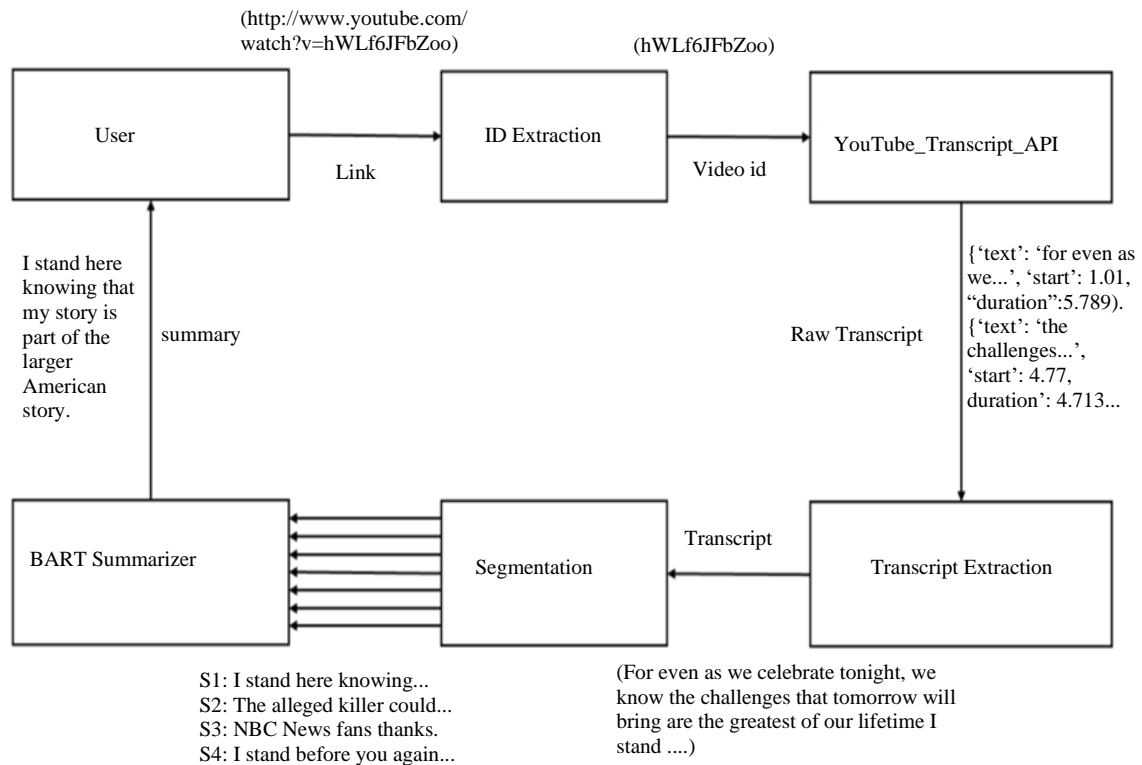 (http://www.youtube.com/
watch?v=hWLf6JFbZoo)
(hWLf6JFbZoo)
User
Link
ID Extraction
Video id
YouTube_Transcript_API
I stand here
knowing that
my story is
part of the
larger
American
story.
summary
Raw Transcript
{‘text’: ‘for even as
we...’, ‘start’: 1.01,
“duration”:5.789).
{‘text’: ‘the
challenges...’,
‘start’: 4.77,
duration’: 4.713...
BART Summarizer
Segmentation
Transcript
Transcript Extraction
S1: I stand here knowing...
S2: The alleged killer could...
S3: NBC News fans thanks.
S4: I stand before you again...
(For even as we celebrate tonight, we
know the challenges that tomorrow will
bring are the greatest of our lifetime I
stand ....)